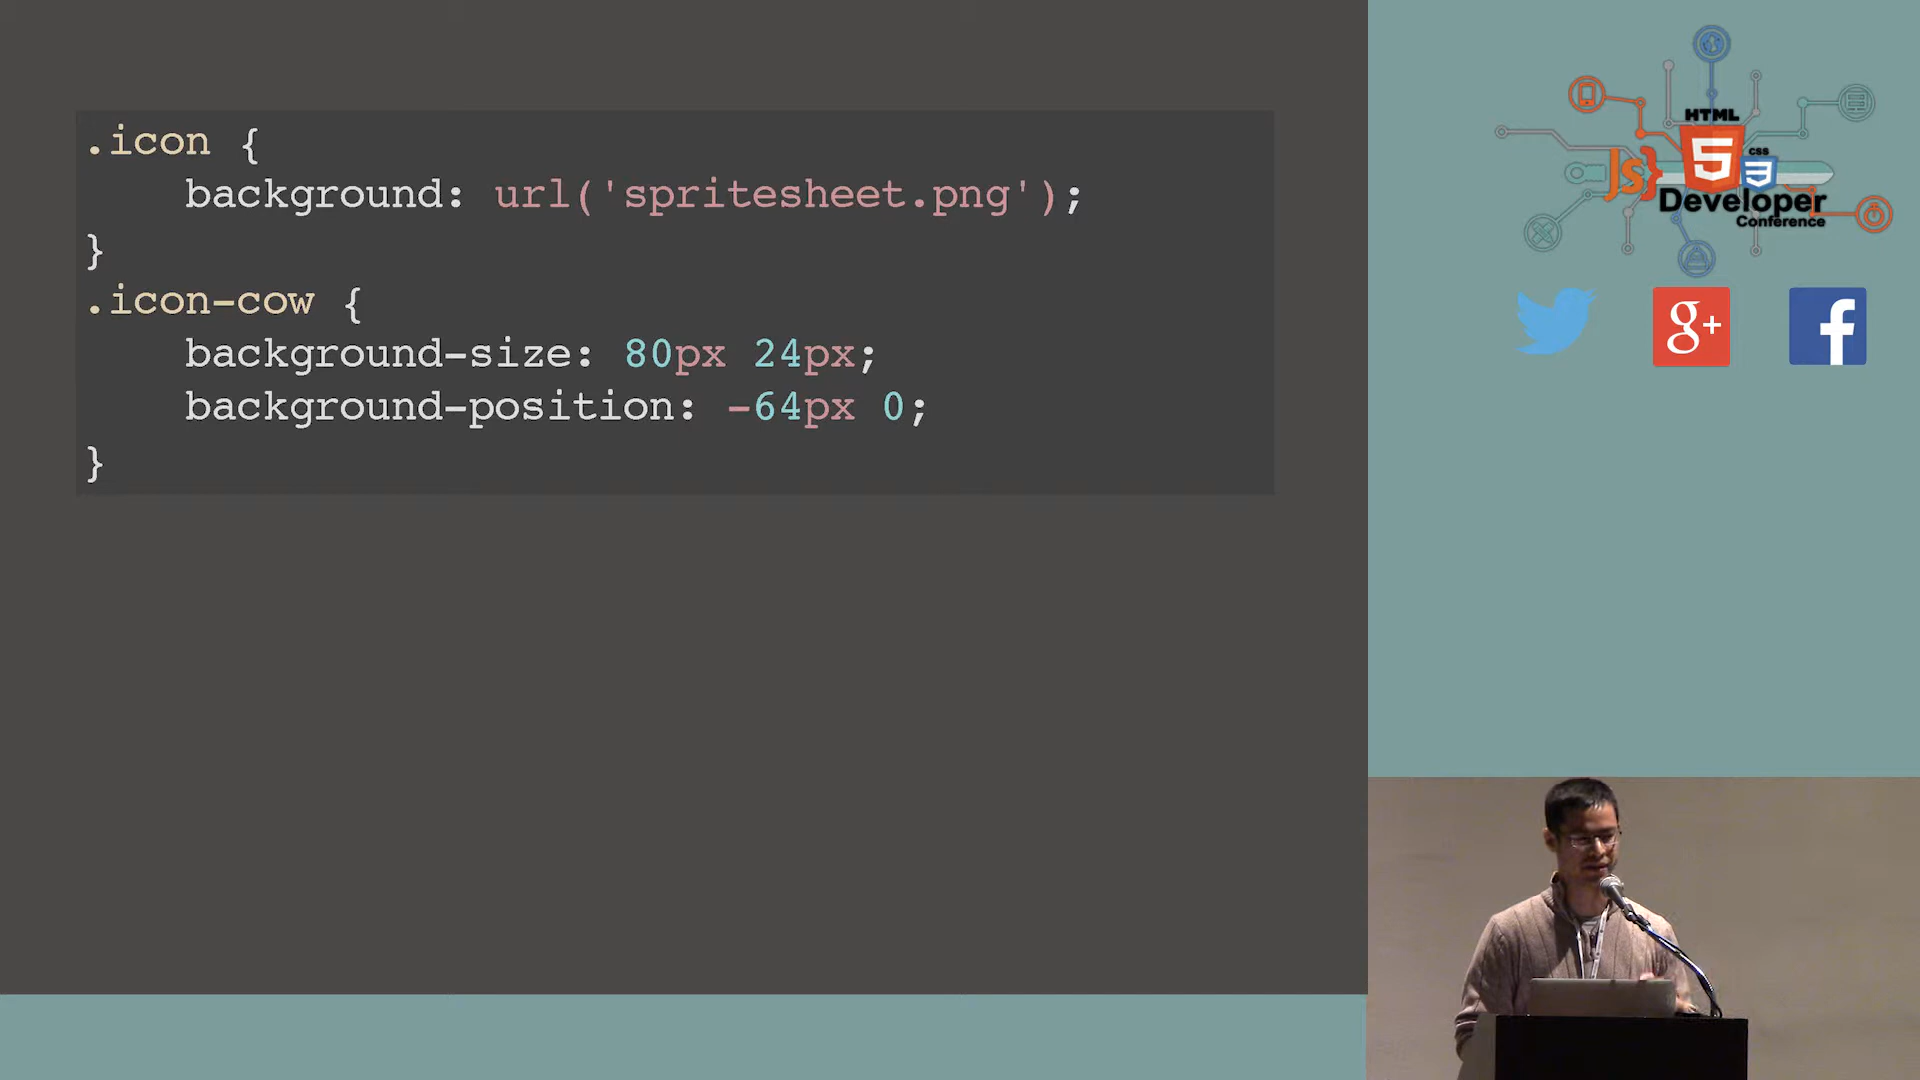 .icon {
    background: url('spritesheet.png');
}
.icon-cow {
    background-size: 80px 24px;
    background-position: -64px 0;
}
HTML
5
JS}
CSS
3
Developer
Conference
g+
f